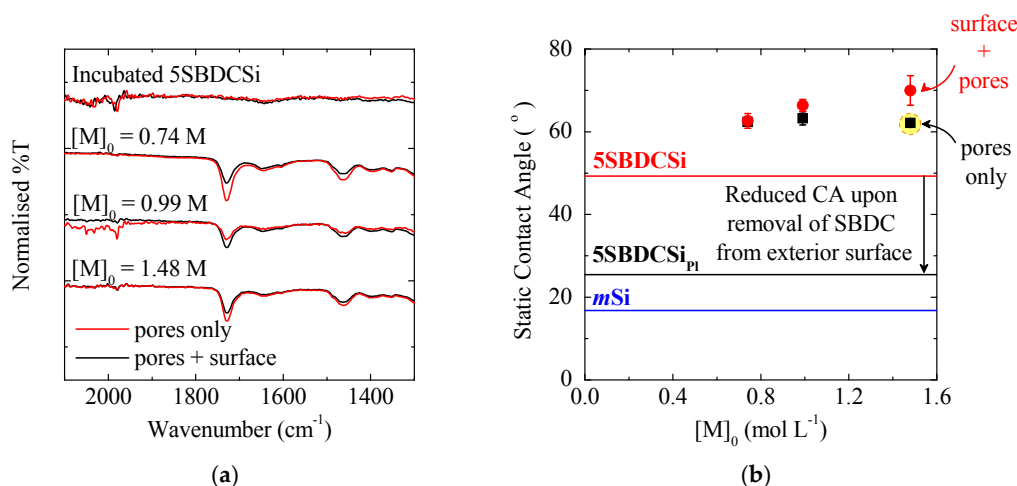 Incubated 5SBDCSi
[M]₀ = 0.74 M
[M]₀ = 0.99 M
[M]₀ = 1.48 M
pores only
pores + surface
Normalised %T
2000 1800 1600 1400
Wavenumber (cm⁻¹)
(a)
surface
+
pores
pores
only
80
60
40
20
0
5SBDCSi
Reduced CA upon
removal of SBDC
from exterior surface
5SBDCSi_Pl
mSi
Static Contact Angle (°)
0.0 0.4 0.8 1.2 1.6
[M]₀ (mol L⁻¹)
(b)